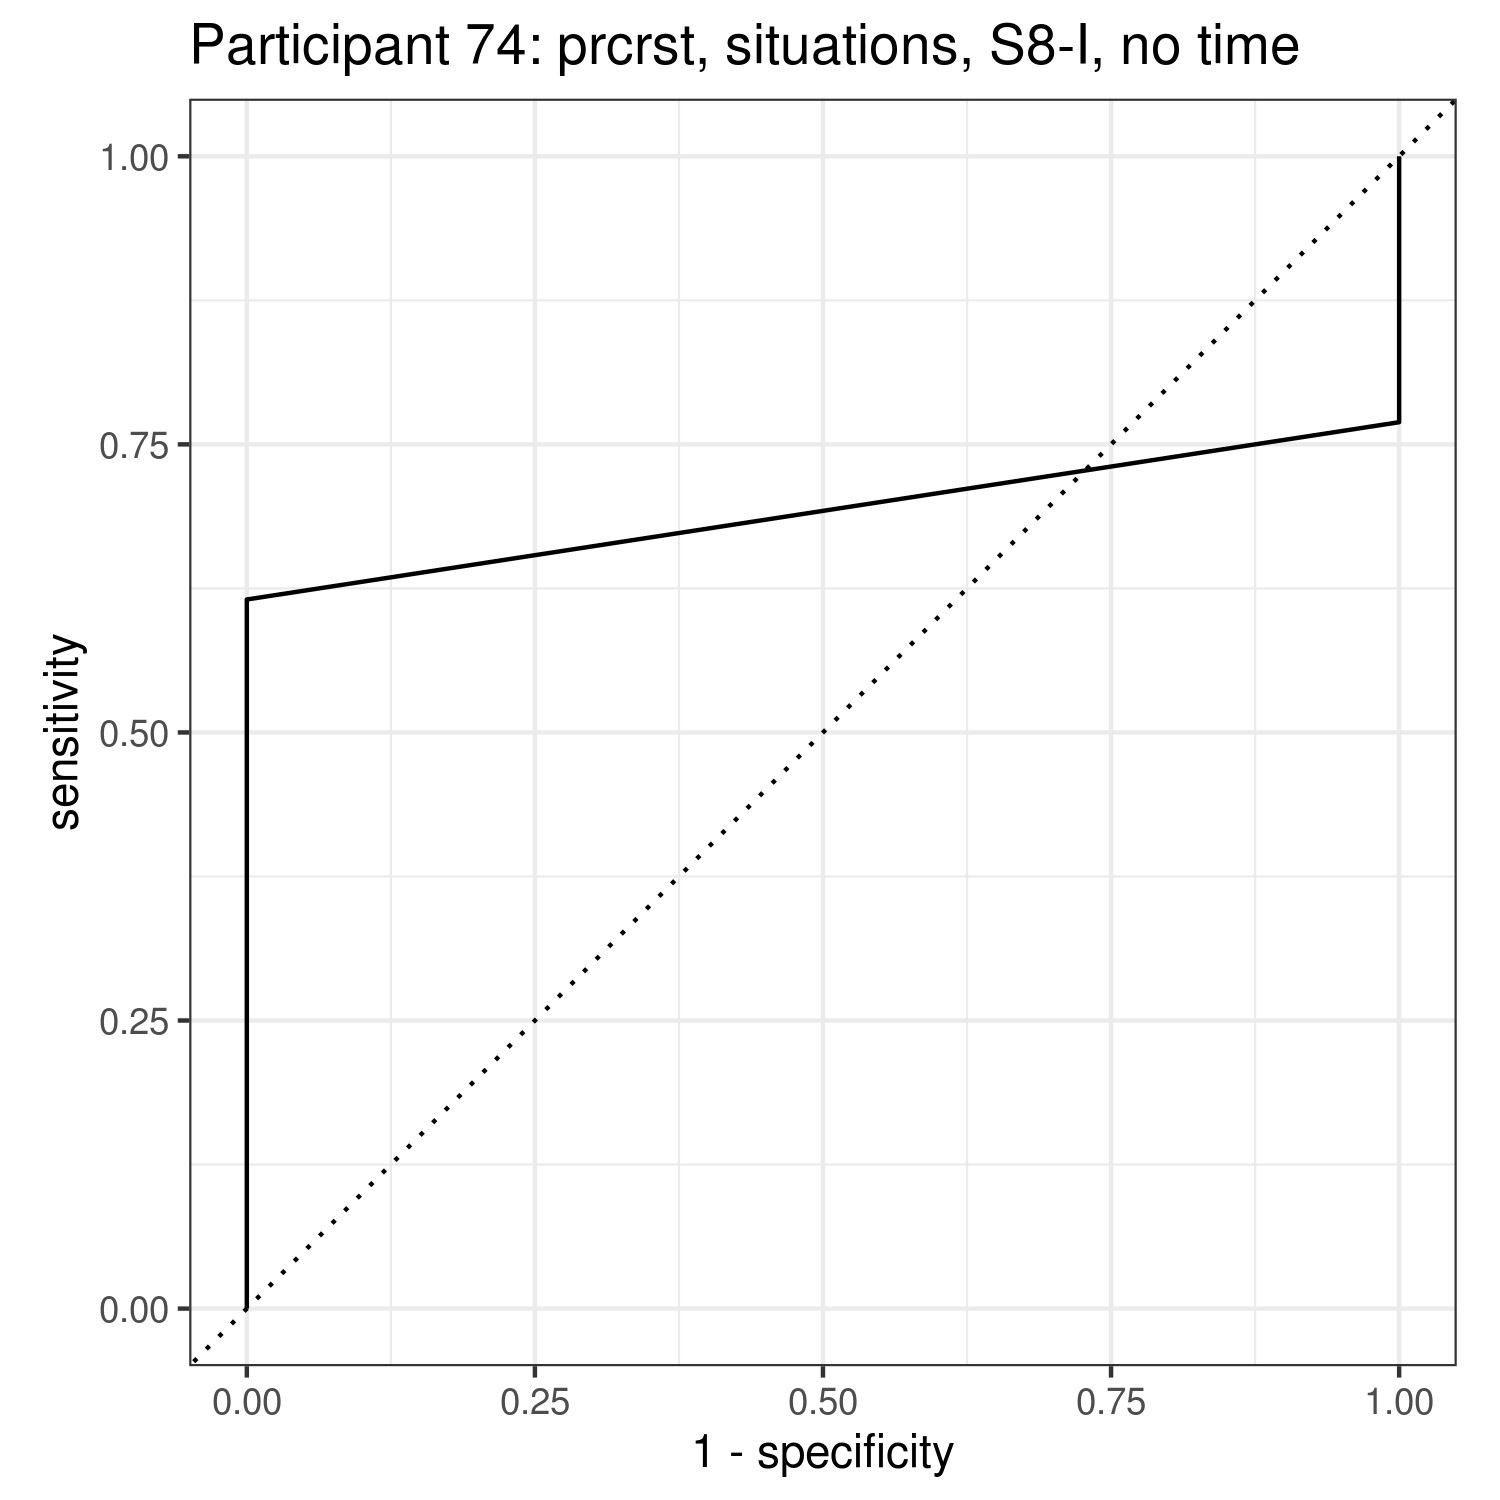 Participant 74: prcrst, situations, S8-I, no time
1.00
0.75
0.50
0.25
0.00
sensitivity
0.00 0.25 0.50 0.75 1.00
1 - specificity